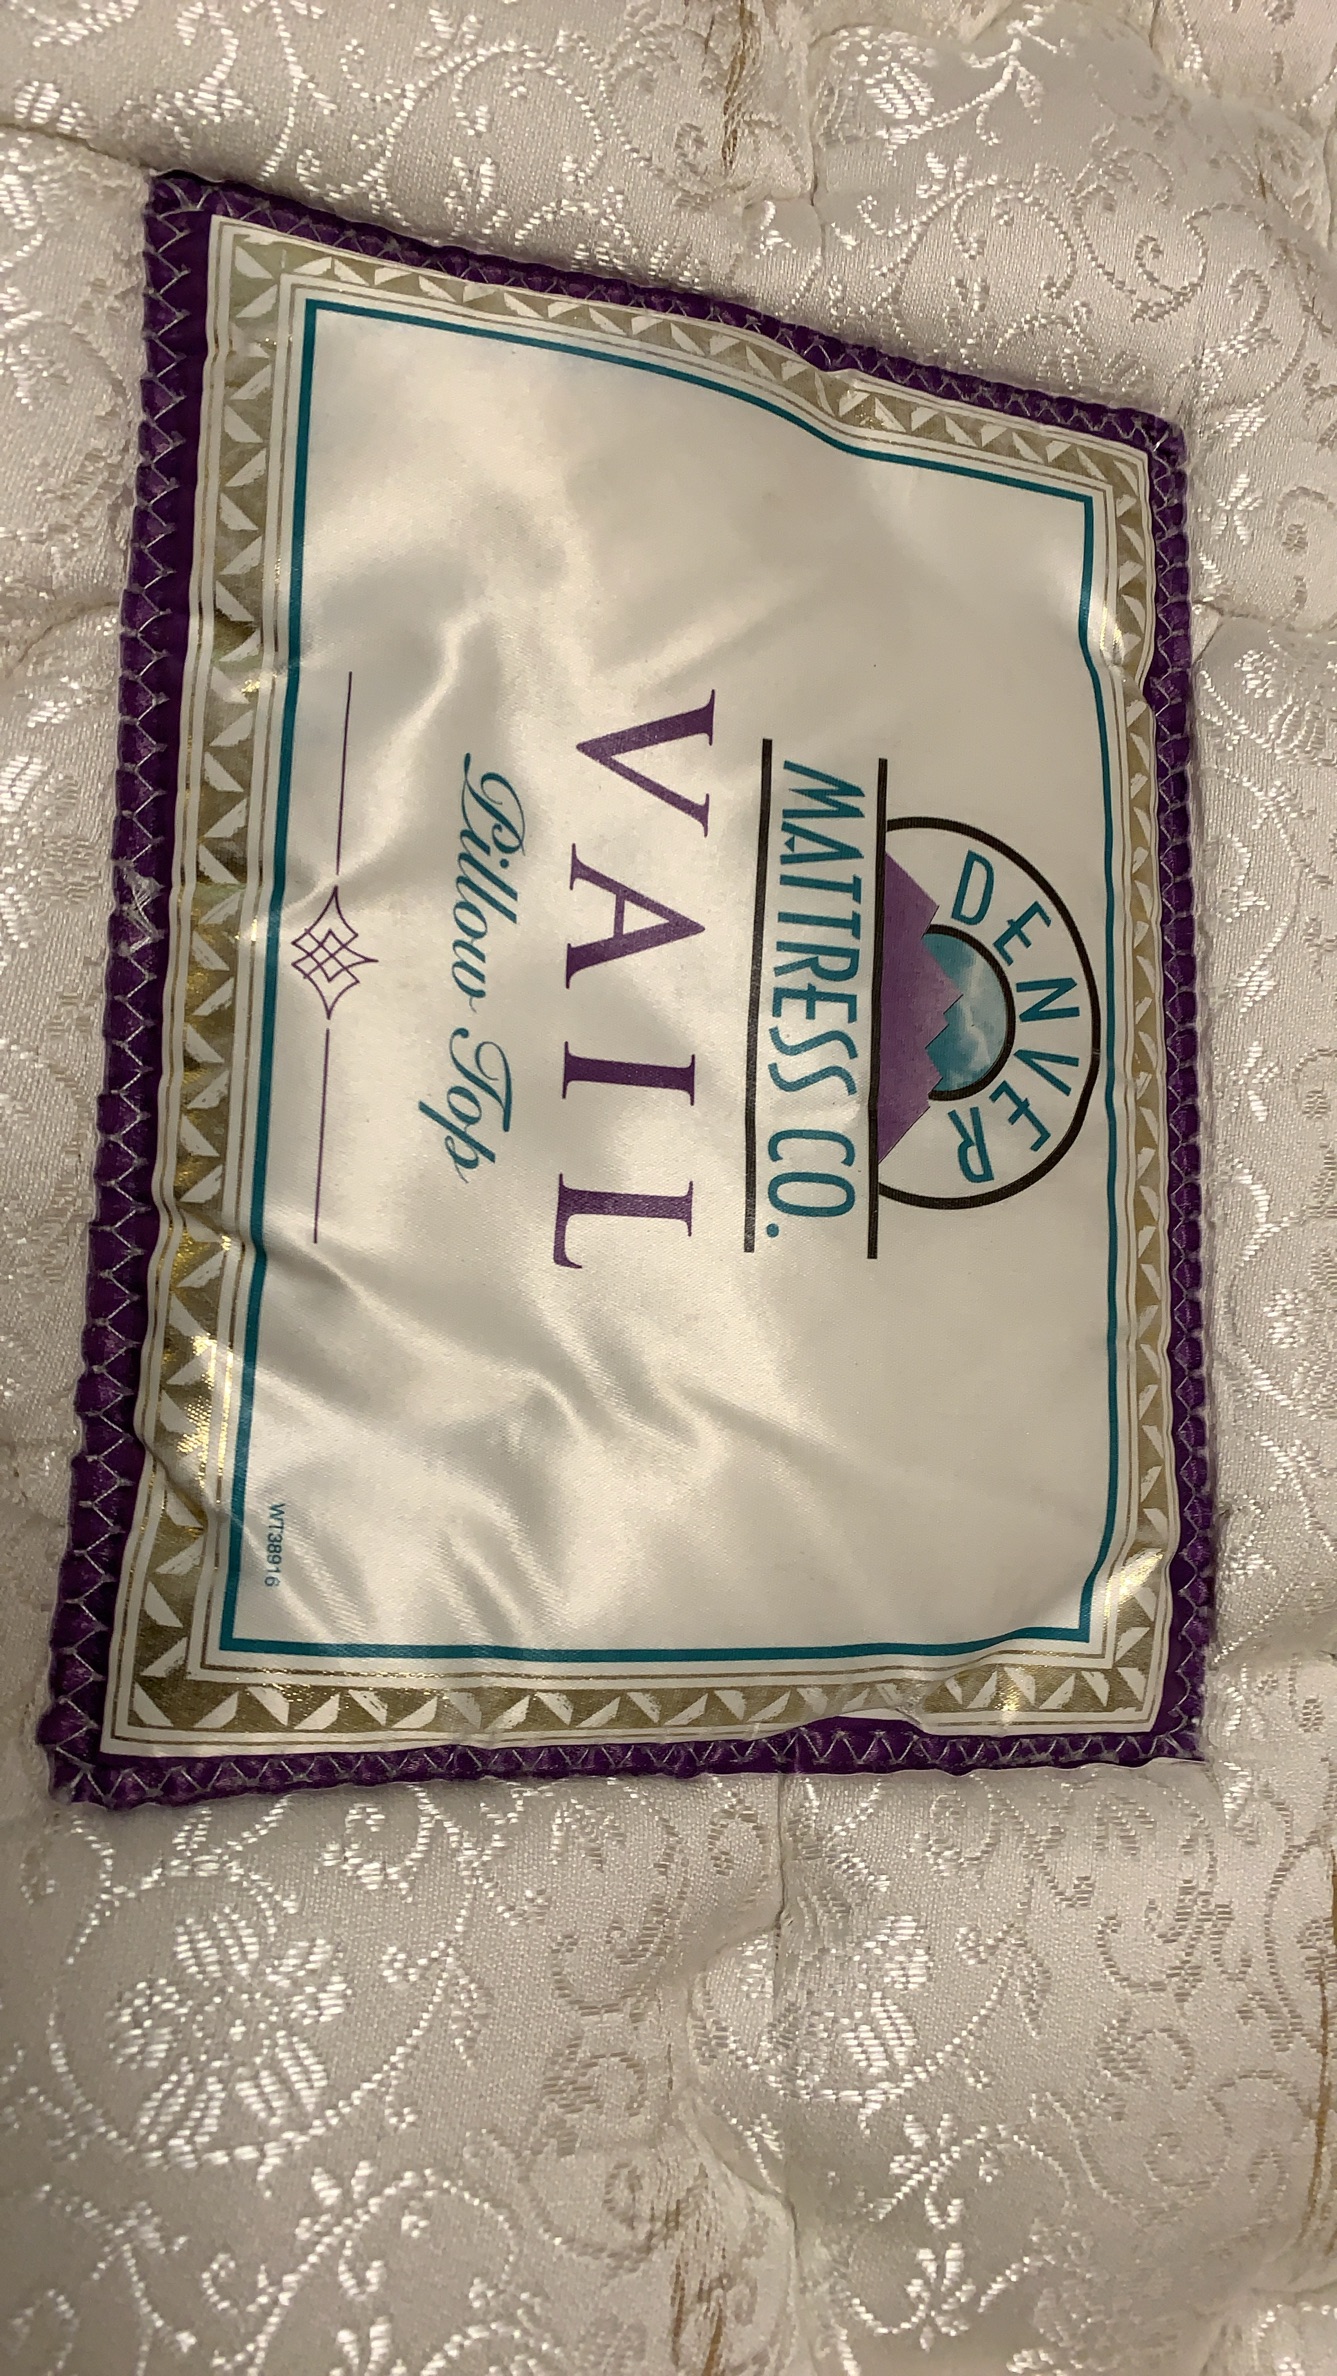 DENVER
MATTRESS CO.
VAIL
Pillow Top
WT38916